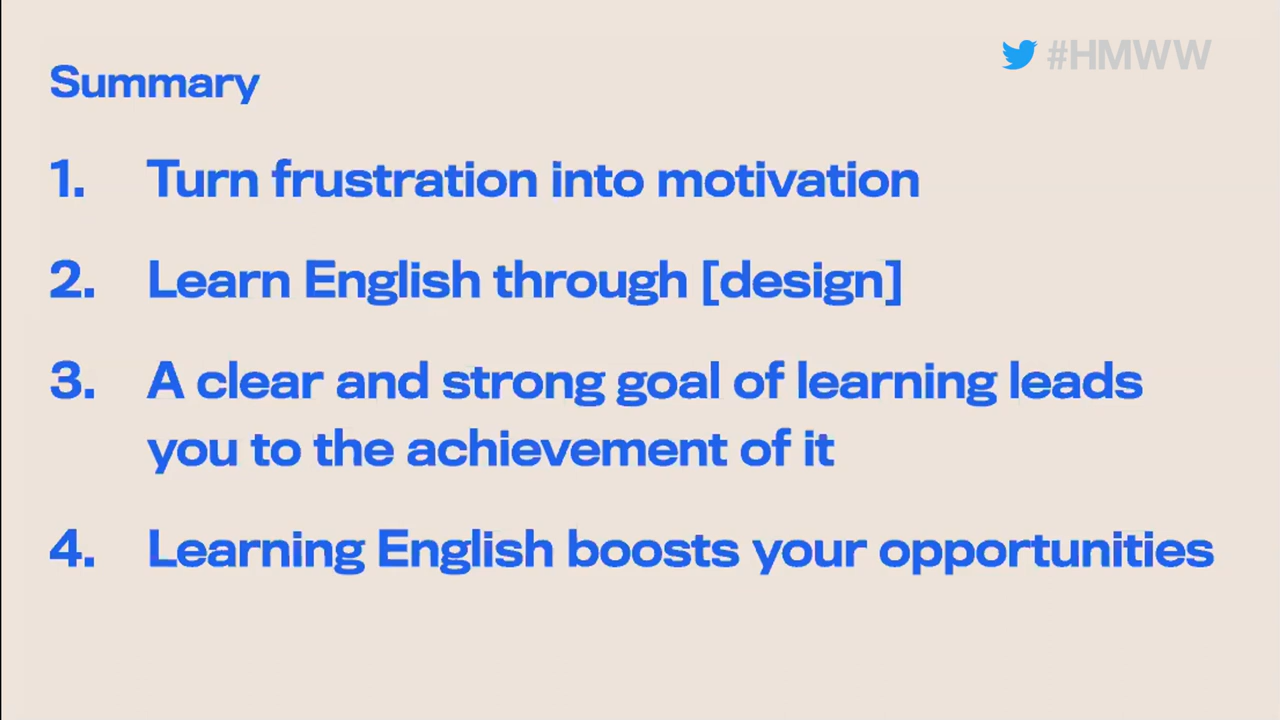 #HMWW
Summary
1. Turn frustration into motivation
2. Learn English through [design]
3. A clear and strong goal of learning leads
you to the achievement of it
4. Learning English boosts your opportunities